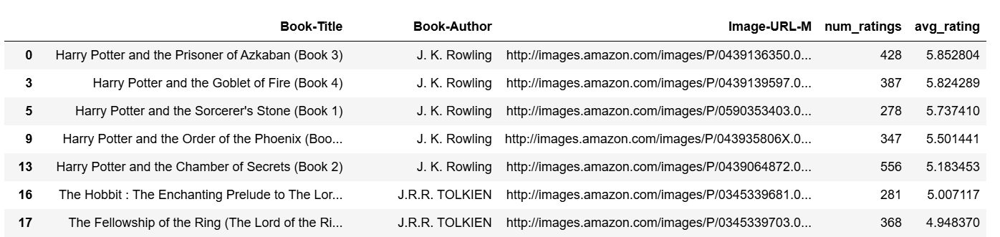 Book-Title Book-Author Image-URL-M num_ratings avg_rating
0 Harry Potter and the Prisoner of Azkaban (Book 3) J. K. Rowling http://images.amazon.com/images/P/0439136350.0... 428 5.852804
3 Harry Potter and the Goblet of Fire (Book 4) J. K. Rowling http://images.amazon.com/images/P/0439139597.0... 387 5.824289
5 Harry Potter and the Sorcerer's Stone (Book 1) J. K. Rowling http://images.amazon.com/images/P/0590353403.0... 278 5.737410
9 Harry Potter and the Order of the Phoenix (Boo... J. K. Rowling http://images.amazon.com/images/P/043935806X.0... 347 5.501441
13 Harry Potter and the Chamber of Secrets (Book 2) J. K. Rowling http://images.amazon.com/images/P/0439064872.0... 556 5.183453
16 The Hobbit : The Enchanting Prelude to The Lor... J.R.R. TOLKIEN http://images.amazon.com/images/P/0345339681.0... 281 5.007117
17 The Fellowship of the Ring (The Lord of the Ri... J.R.R. TOLKIEN http://images.amazon.com/images/P/0345339703.0... 368 4.948370